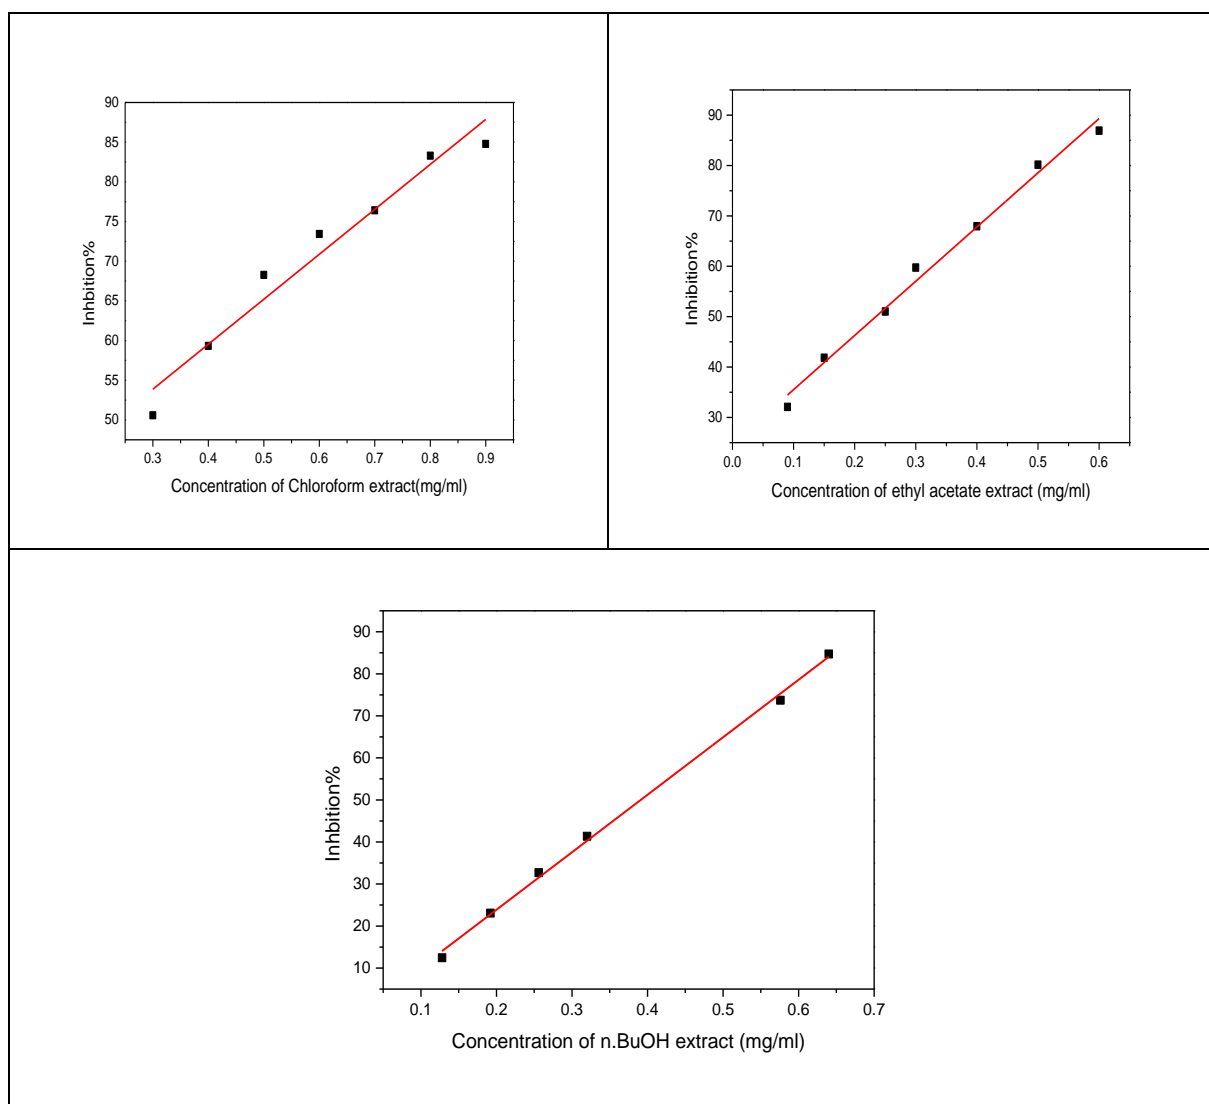 90
85
80
75
70
65
60
55
50
Inhbition%
0.3 0.4 0.5 0.6 0.7 0.8 0.9
Concentration of Chloroform extract(mg/ml)
90
80
70
60
50
40
30
Inhibition%
0.0 0.1 0.2 0.3 0.4 0.5 0.6
Concentration of ethyl acetate extract (mg/ml)
90
80
70
60
50
40
30
20
10
Inhbition%
0.1 0.2 0.3 0.4 0.5 0.6 0.7
Concentration of n.BuOH extract (mg/ml)